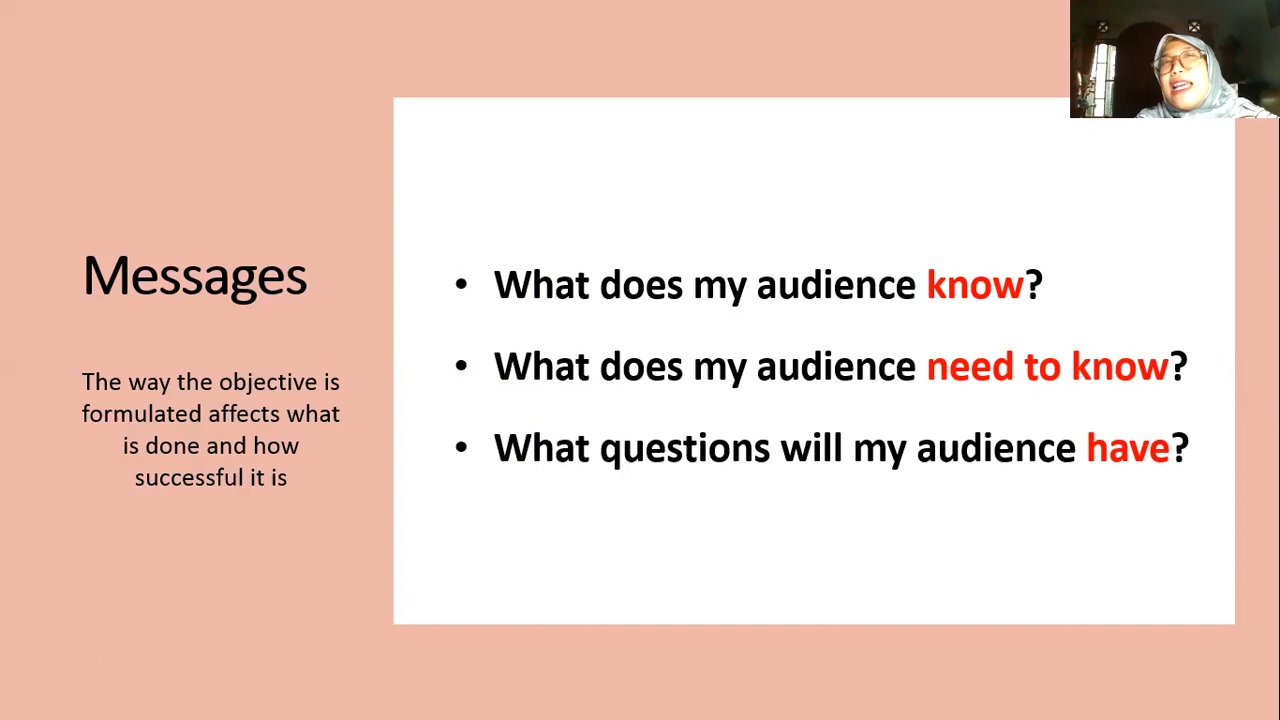 Messages
The way the objective is
formulated affects what
is done and how
successful it is
• What does my audience know?
• What does my audience need to know?
• What questions will my audience have?